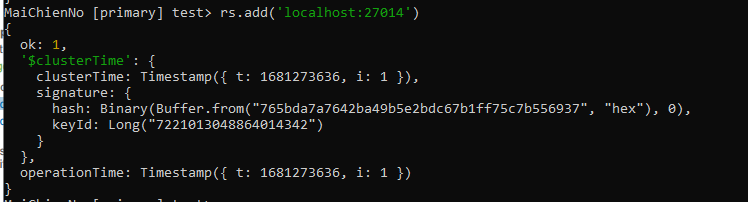 MaiChienNo [primary] test> rs.add('localhost:27014')
{
  ok: 1,
  '$clusterTime': {
    clusterTime: Timestamp({ t: 1681273636, i: 1 }),
    signature: {
      hash: Binary(Buffer.from("765bda7a7642ba49b5e2bdc67b1ff75c7b556937", "hex"), 0),
      keyId: Long("7221013048864014342")
    }
  },
  operationTime: Timestamp({ t: 1681273636, i: 1 })
}